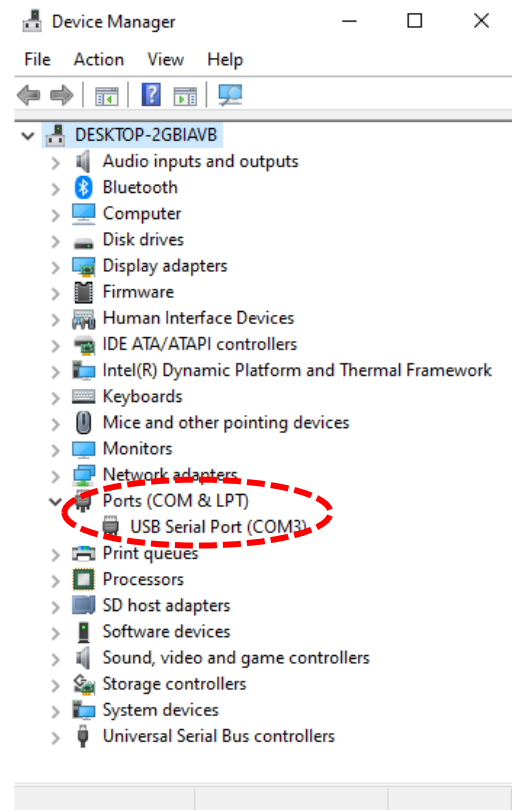 Device Manager
File Action View Help
DESKTOP-2GBIAVB
Audio inputs and outputs
Bluetooth
Computer
Disk drives
Display adapters
Firmware
Human Interface Devices
IDE ATA/ATAPI controllers
Intel(R) Dynamic Platform and Thermal Framework
Keyboards
Mice and other pointing devices
Monitors
Network adapters
Ports (COM & LPT)
USB Serial Port (COM3)
Print queues
Processors
SD host adapters
Software devices
Sound, video and game controllers
Storage controllers
System devices
Universal Serial Bus controllers